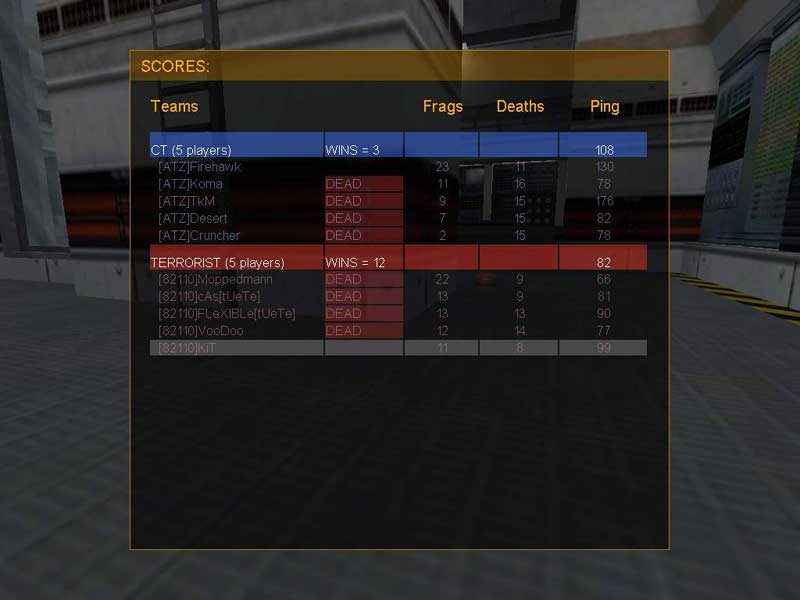 SCORES:
Teams Frags Deaths Ping
CT (5 players) WINS = 3 108
[ATZ]Firehawk 23 11 130
[ATZ]Koma DEAD 11 16 78
[ATZ]TkM DEAD 9 15 176
[ATZ]Desert DEAD 7 15 82
[ATZ]Cruncher DEAD 2 15 78
TERRORIST (5 players) WINS = 12 82
[82110]Moppedmann DEAD 22 9 66
[82110]cAs[tUeTe] DEAD 13 9 81
[82110]FLeXIBLe[tUeTe] DEAD 13 13 90
[82110]VooDoo DEAD 12 14 77
[82110]KiT 11 8 99